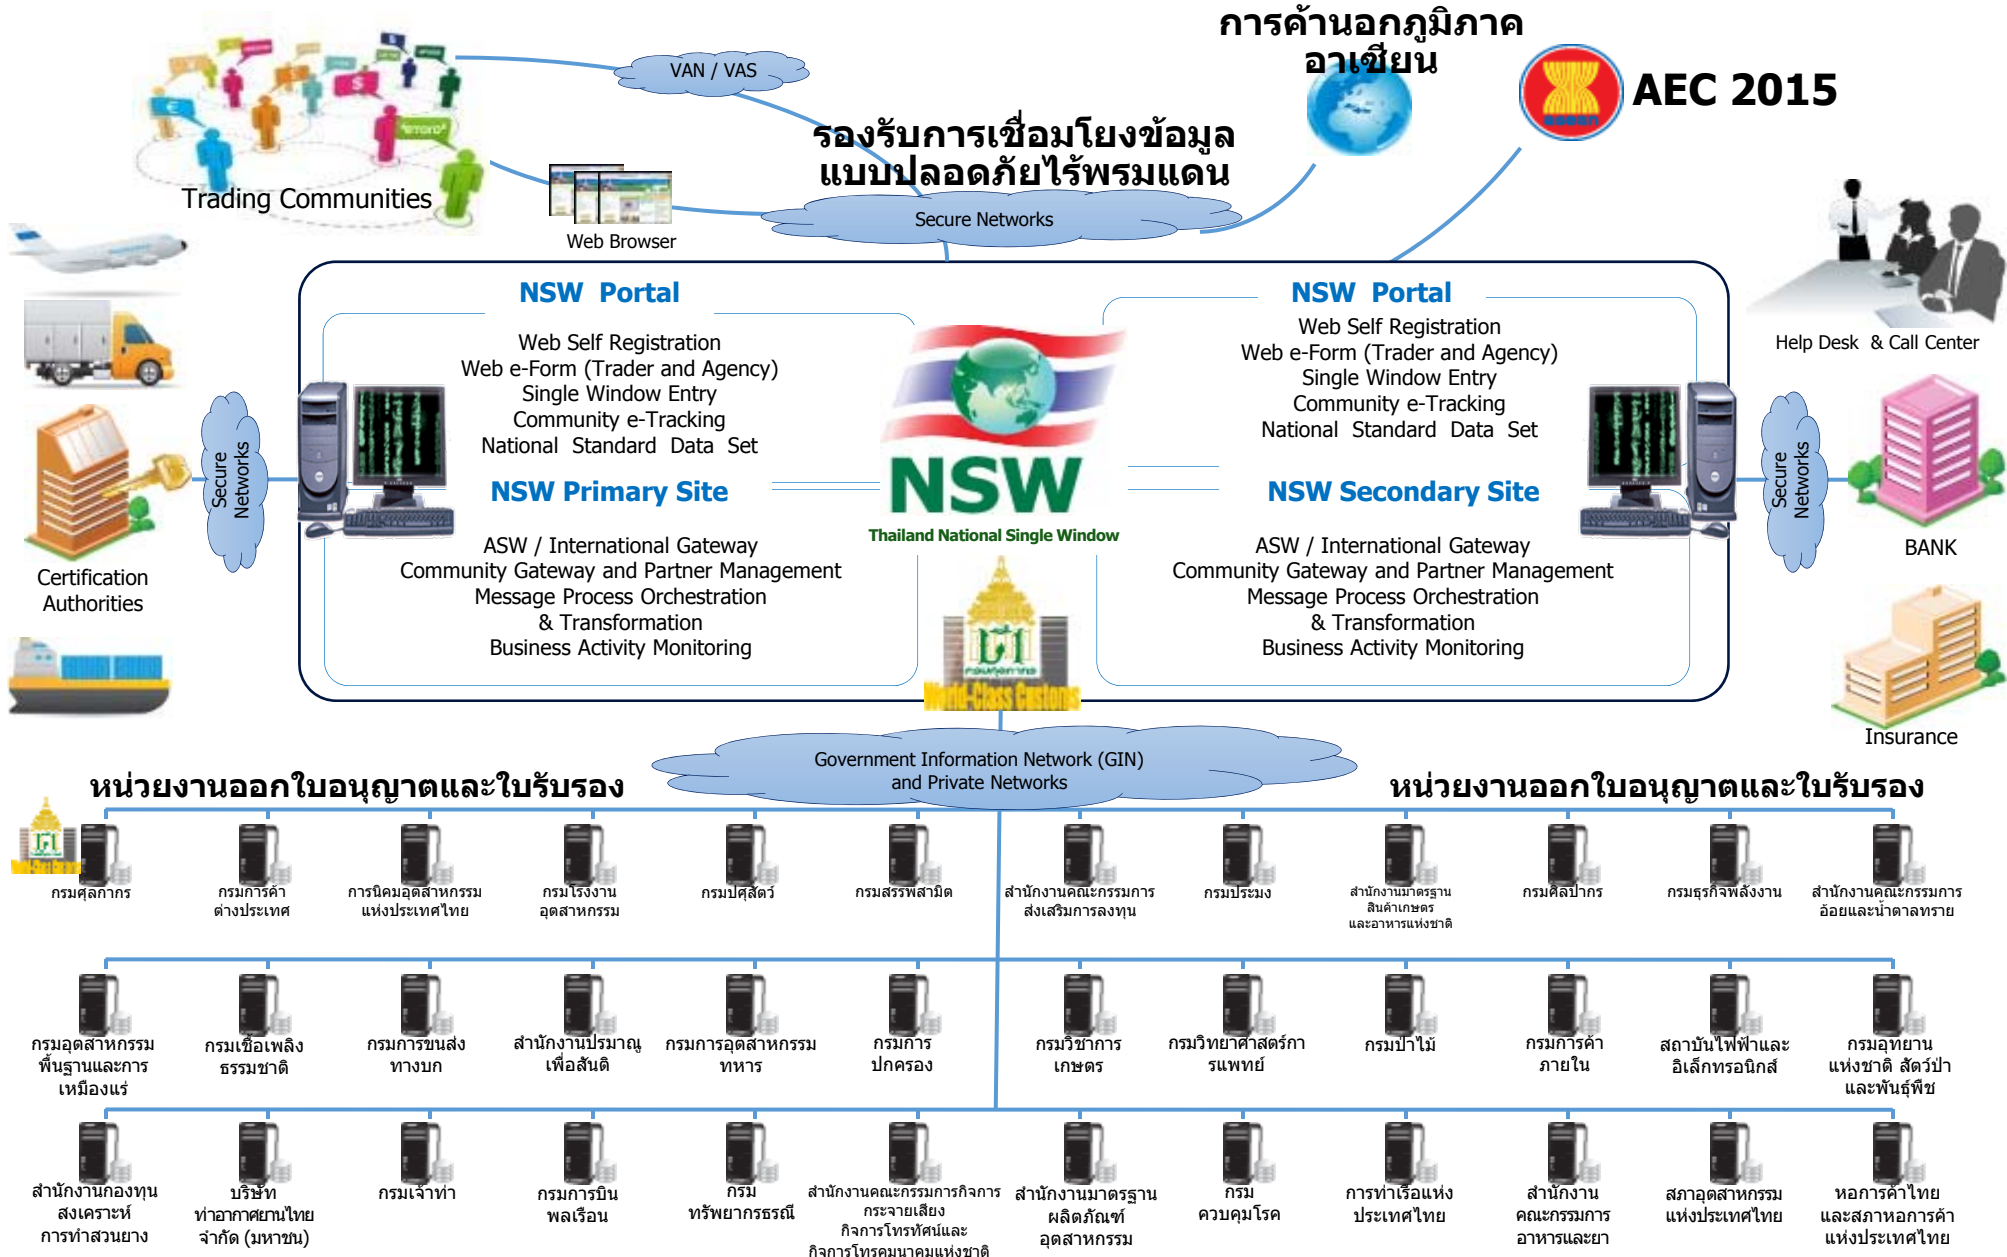 การค้านอกภูมิภาค
อาเซียน
AEC 2015
VAN / VAS
รองรับการเชื่อมโยงข้อมูล
แบบปลอดภัยไร้พรมแดน
Trading Communities
Web Browser
Secure Networks
Help Desk & Call Center
NSW Portal
Web Self Registration
Web e-Form (Trader and Agency)
Single Window Entry
Community e-Tracking
National Standard Data Set
NSW Primary Site
ASW / International Gateway
Community Gateway and Partner Management
Message Process Orchestration
& Transformation
Business Activity Monitoring
NSW
Thailand National Single Window
กรมศุลกากร
World-Class Customs
NSW Portal
Web Self Registration
Web e-Form (Trader and Agency)
Single Window Entry
Community e-Tracking
National Standard Data Set
NSW Secondary Site
ASW / International Gateway
Community Gateway and Partner Management
Message Process Orchestration
& Transformation
Business Activity Monitoring
Secure
Networks
Certification
Authorities
Secure
Networks
BANK
Insurance
Government Information Network (GIN)
and Private Networks
หน่วยงานออกใบอนุญาตและใบรับรอง
หน่วยงานออกใบอนุญาตและใบรับรอง
กรมศุลกากร
กรมการค้า
ต่างประเทศ
การนิคมอุตสาหกรรม
แห่งประเทศไทย
กรมโรงงาน
อุตสาหกรรม
กรมปศุสัตว์
กรมสรรพสามิต
สำนักงานคณะกรรมการ
ส่งเสริมการลงทุน
กรมประมง
สำนักงานมาตรฐาน
สินค้าเกษตร
และอาหารแห่งชาติ
กรมศิลปากร
กรมธุรกิจพลังงาน
สำนักงานคณะกรรมการ
อ้อยและน้ำตาลทราย
กรมอุตสาหกรรม
พื้นฐานและการ
เหมืองแร่
กรมเชื้อเพลิง
ธรรมชาติ
กรมการขนส่ง
ทางบก
สำนักงานปรมาณู
เพื่อสันติ
กรมการอุตสาหกรรม
ทหาร
กรมการ
ปกครอง
กรมวิชาการ
เกษตร
กรมวิทยาศาสตร์กา
รแพทย์
กรมป่าไม้
กรมการค้า
ภายใน
สถาบันไฟฟ้าและ
อิเล็กทรอนิกส์
กรมอุทยาน
แห่งชาติ สัตว์ป่า
และพันธุ์พืช
สำนักงานกองทุน
สงเคราะห์
การทำสวนยาง
บริษัท
ท่าอากาศยานไทย
จำกัด (มหาชน)
กรมเจ้าท่า
กรมการบิน
พลเรือน
กรม
ทรัพยากรธรณี
สำนักงานคณะกรรมการกิจการ
กระจายเสียง
กิจการโทรทัศน์และ
กิจการโทรคมนาคมแห่งชาติ
สำนักงานมาตรฐาน
ผลิตภัณฑ์
อุตสาหกรรม
กรม
ควบคุมโรค
การท่าเรือแห่ง
ประเทศไทย
สำนักงาน
คณะกรรมการ
อาหารและยา
สภาอุตสาหกรรม
แห่งประเทศไทย
หอการค้าไทย
และสภาหอการค้า
แห่งประเทศไทย